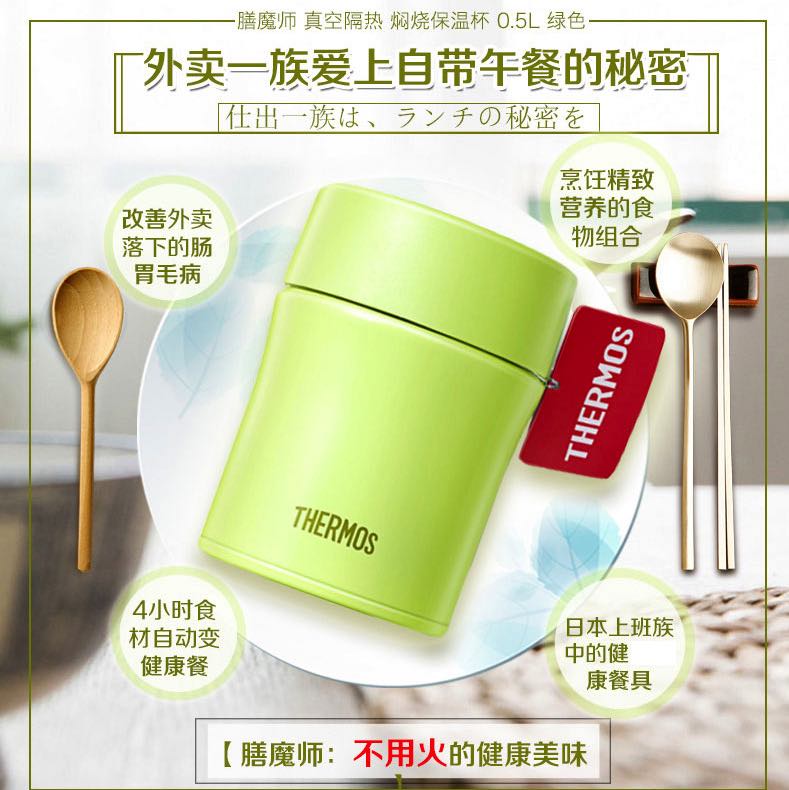 膳魔师 真空隔热 焖烧保温杯 0.5L 绿色
外卖一族爱上自带午餐的秘密
仕出一族は、ランチの秘密を
烹饪精致
营养的食
物组合
改善外卖
落下的肠
胃毛病
THERMOS
THERMOS
4小时食
材自动变
健康餐
日本上班族
中的健
康餐具
【膳魔师：不用火的健康美味